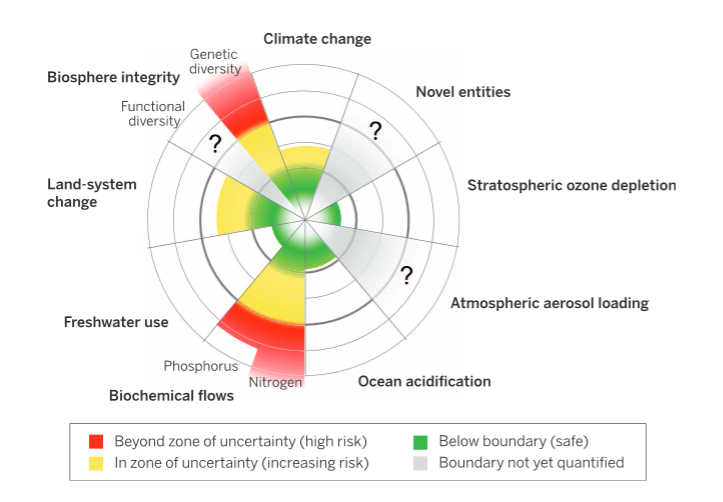 Climate change
Genetic
diversity
Biosphere integrity
Novel entities
Functional
diversity
?
?
Land-system
change
Stratospheric ozone depletion
?
Atmospheric aerosol loading
Freshwater use
Phosphorus
Nitrogen
Ocean acidification
Biochemical flows
Beyond zone of uncertainty (high risk)
Below boundary (safe)
In zone of uncertainty (increasing risk)
Boundary not yet quantified